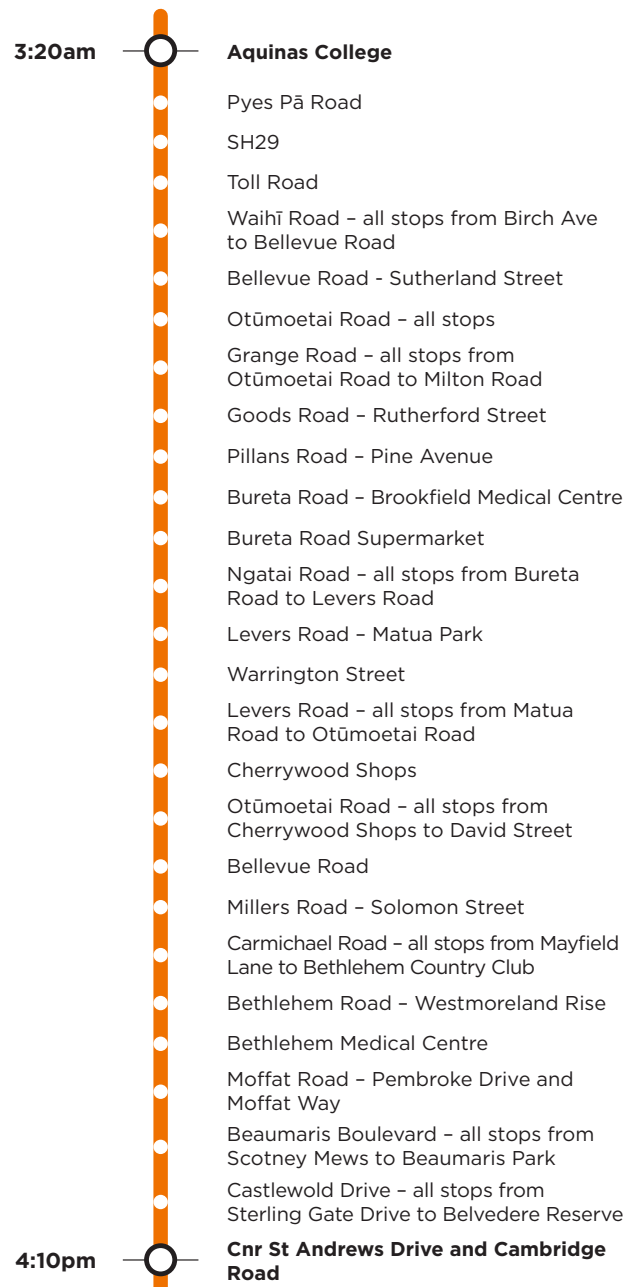 3:20am Aquinas College
Pyes Pā Road
SH29
Toll Road
Waihī Road – all stops from Birch Ave
to Bellevue Road
Bellevue Road - Sutherland Street
Otūmoetai Road – all stops
Grange Road – all stops from
Otūmoetai Road to Milton Road
Goods Road – Rutherford Street
Pillans Road – Pine Avenue
Bureta Road – Brookfield Medical Centre
Bureta Road Supermarket
Ngatai Road – all stops from Bureta
Road to Levers Road
Levers Road – Matua Park
Warrington Street
Levers Road – all stops from Matua
Road to Otūmoetai Road
Cherrywood Shops
Otūmoetai Road – all stops from
Cherrywood Shops to David Street
Bellevue Road
Millers Road – Solomon Street
Carmichael Road – all stops from Mayfield
Lane to Bethlehem Country Club
Bethlehem Road – Westmoreland Rise
Bethlehem Medical Centre
Moffat Road – Pembroke Drive and
Moffat Way
Beaumaris Boulevard – all stops from
Scotney Mews to Beaumaris Park
Castlewold Drive – all stops from
Sterling Gate Drive to Belvedere Reserve
4:10pm Cnr St Andrews Drive and Cambridge
Road